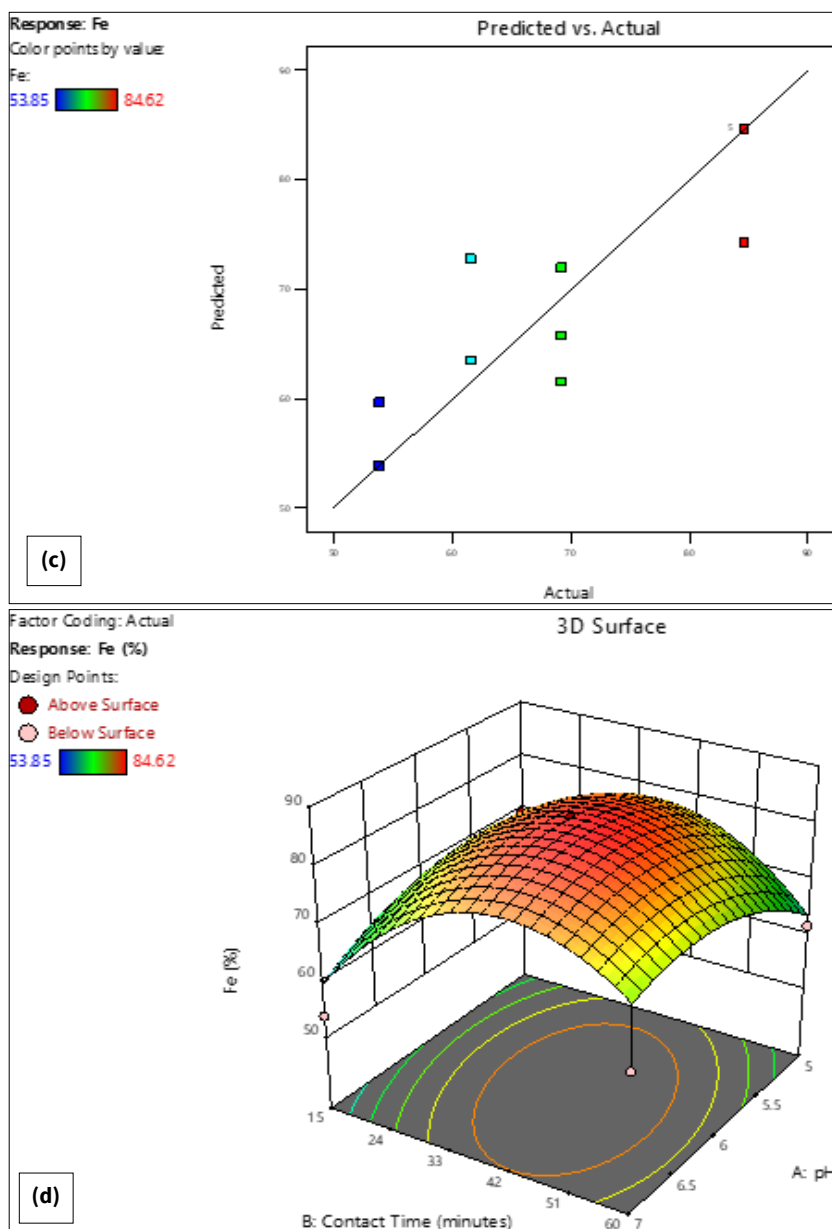 Response: Fe
Color points by value:
Fe:
53.85 84.62
Predicted vs. Actual
90
80
70
60
50
Predicted
5
50 60 70 80 90
Actual
(c)
Factor Coding: Actual
Response: Fe (%)
Design Points:
Above Surface
Below Surface
53.85 84.62
3D Surface
90
80
70
60
50
Fe (%)
15
24
33
42
51
60
7
6.5
6
5.5
5
A: pH
B: Contact Time (minutes)
(d)